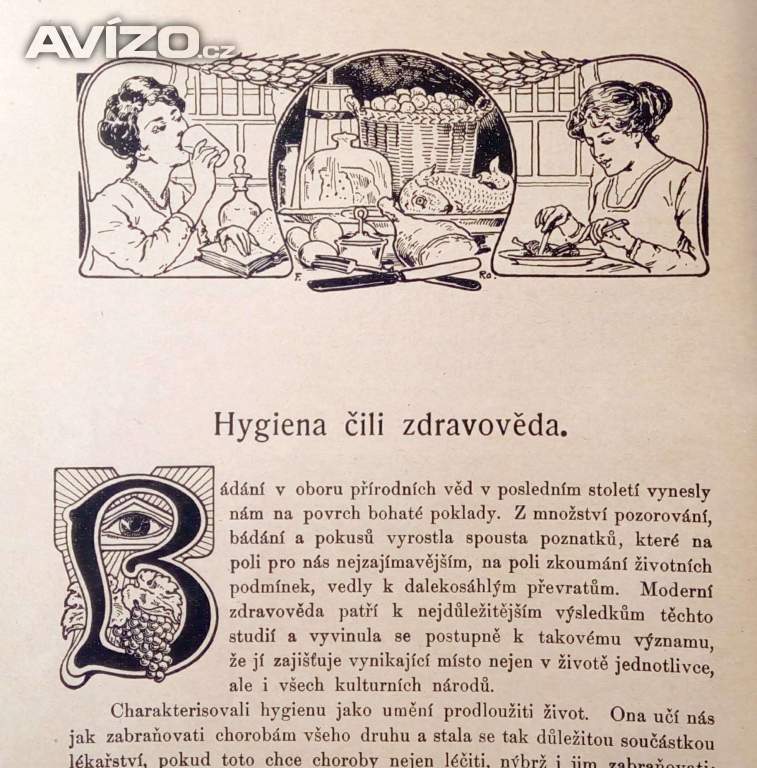 AVÍZO.cz
F. Ro.
Hygiena čili zdravověda.
Bádání v oboru přírodních věd v posledním století vynesly
nám na povrch bohaté poklady. Z množství pozorování,
bádání a pokusů vyrostla spousta poznatků, které na
poli pro nás nejzajímavějším, na poli zkoumání životních
podmínek, vedly k dalekosáhlým převratům. Moderní
zdravověda patří k nejdůležitějším výsledkům těchto
studií a vyvinula se postupně k takovému významu,
že jí zajišťuje vynikající místo nejen v životě jednotlivce,
ale i všech kulturních národů.
Charakterisovali hygienu jako umění prodloužiti život. Ona učí nás
jak zabraňovati chorobám všeho druhu a stala se tak důležitou součástkou
lékařství, pokud toto chce choroby nejen léčiti, nýbrž i jim zabraňovati;